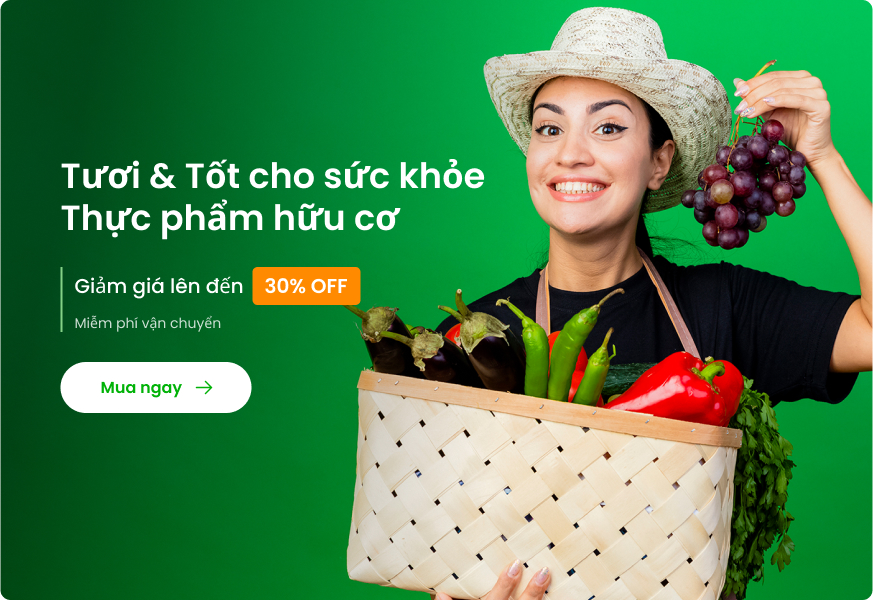 Tươi & Tốt cho sức khỏe
Thực phẩm hữu cơ
Giảm giá lên đến 30% OFF
Miễm phí vận chuyển
Mua ngay →